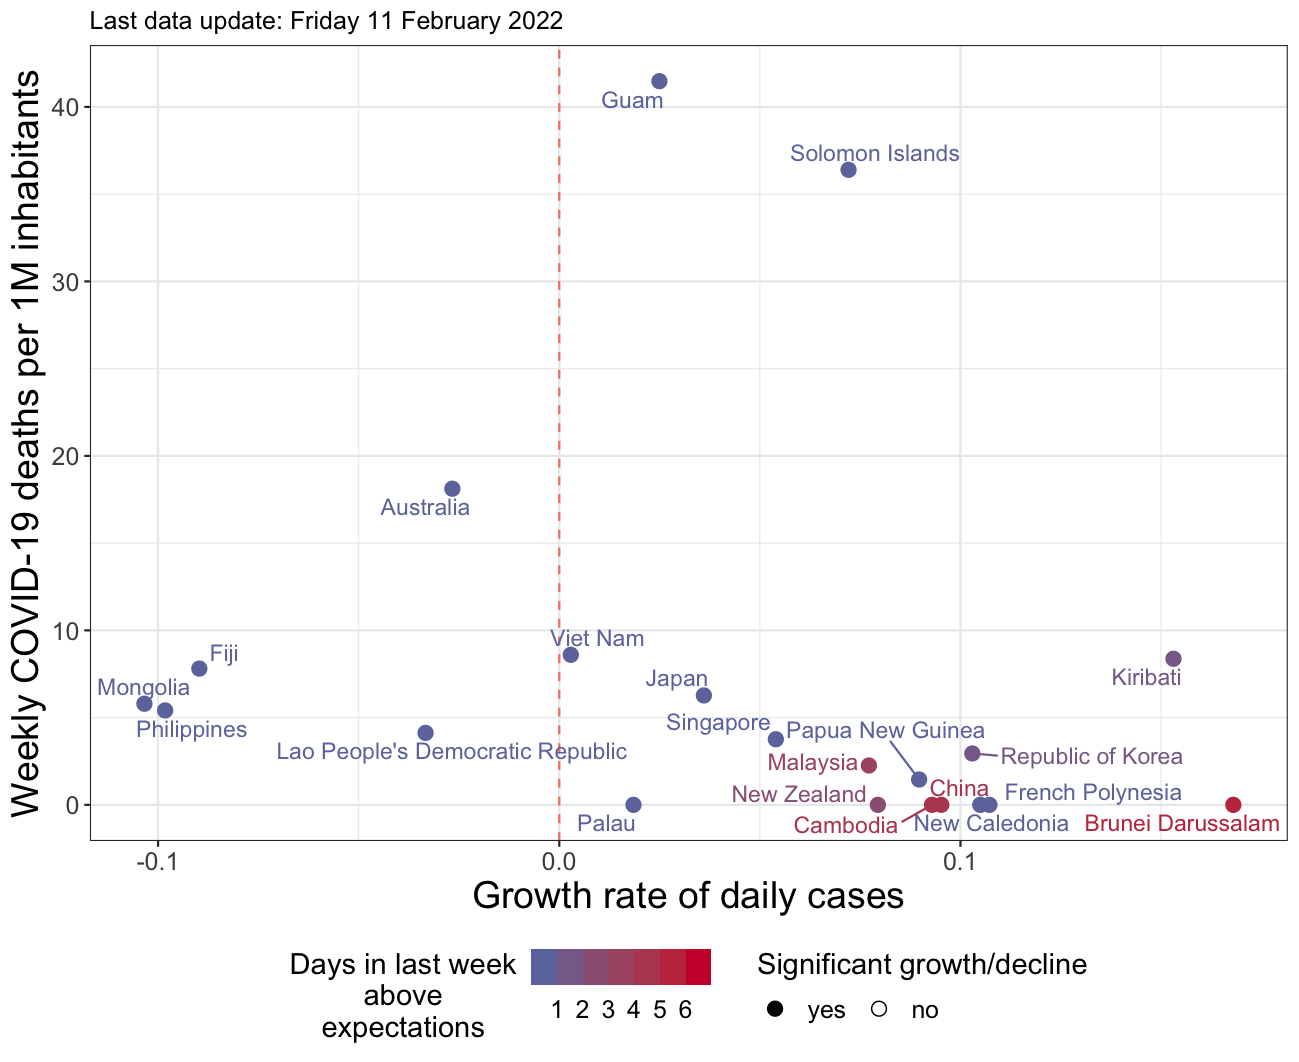 Last data update: Friday 11 February 2022
Weekly COVID-19 deaths per 1M inhabitants
40
30
20
10
0
Guam
Solomon Islands
Australia
Viet Nam
Fiji
Mongolia
Philippines
Lao People's Democratic Republic
Japan
Kiribati
Singapore
Papua New Guinea
Malaysia
Republic of Korea
New Zealand
China
French Polynesia
Palau
Cambodia
New Caledonia
Brunei Darussalam
-0.1
0.0
0.1
Growth rate of daily cases
Days in last week
above
expectations
1 2 3 4 5 6
Significant growth/decline
yes
no